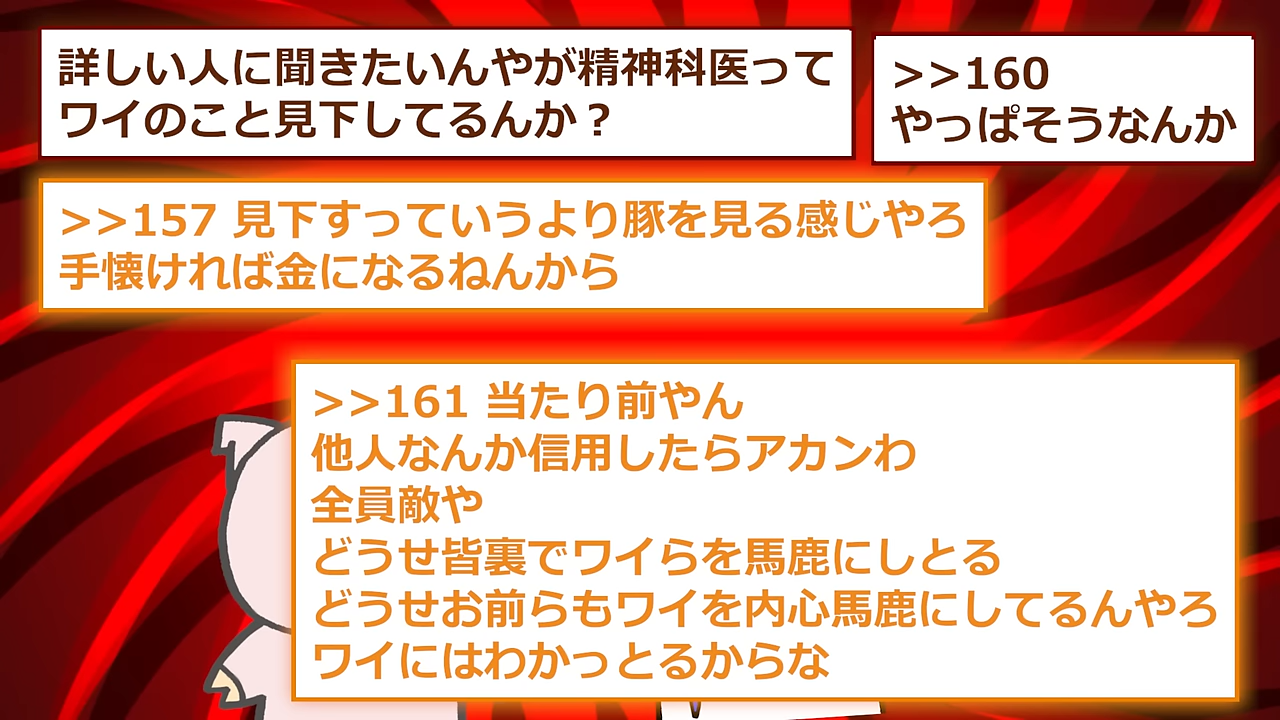 詳しい人に聞きたいんやが精神科医って
ワイのこと見下してるんか？
>>160
やっぱそうなんか
>>157 見下すっていうより豚を見る感じやろ
手懐ければ金になるねんから
>>161 当たり前やん
他人なんか信用したらアカンわ
全員敵や
どうせ皆裏でワイらを馬鹿にしとる
どうせお前らもワイを内心馬鹿にしてるんやろ
ワイにはわかっとるからな